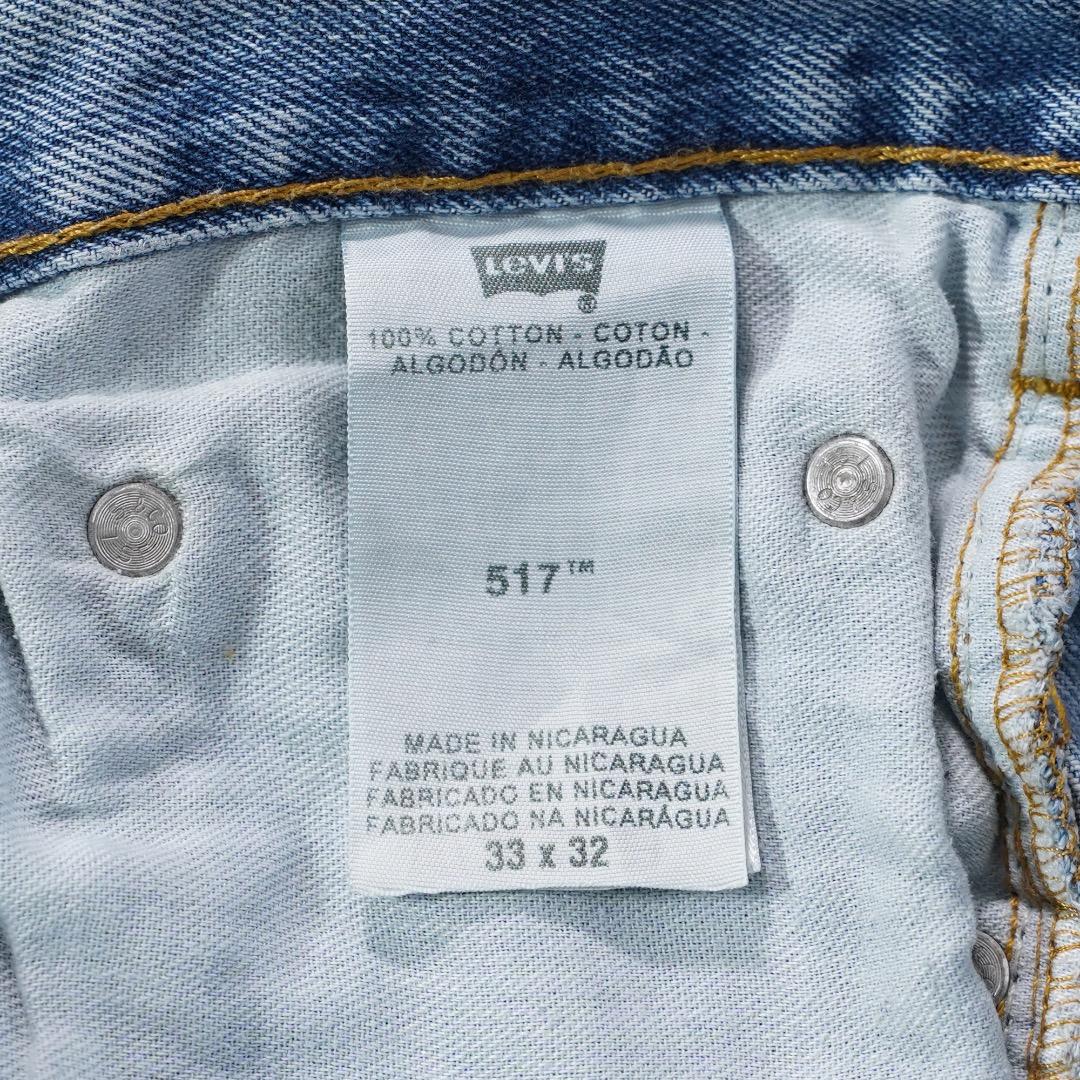 LEVI'S
®
100% COTTON - COTON -
ALGODÓN - ALGODÃO
517™
MADE IN NICARAGUA
FABRIQUE AU NICARAGUA
FABRICADO EN NICARAGUA
FABRICADO NA NICARÁGUA
33 x 32